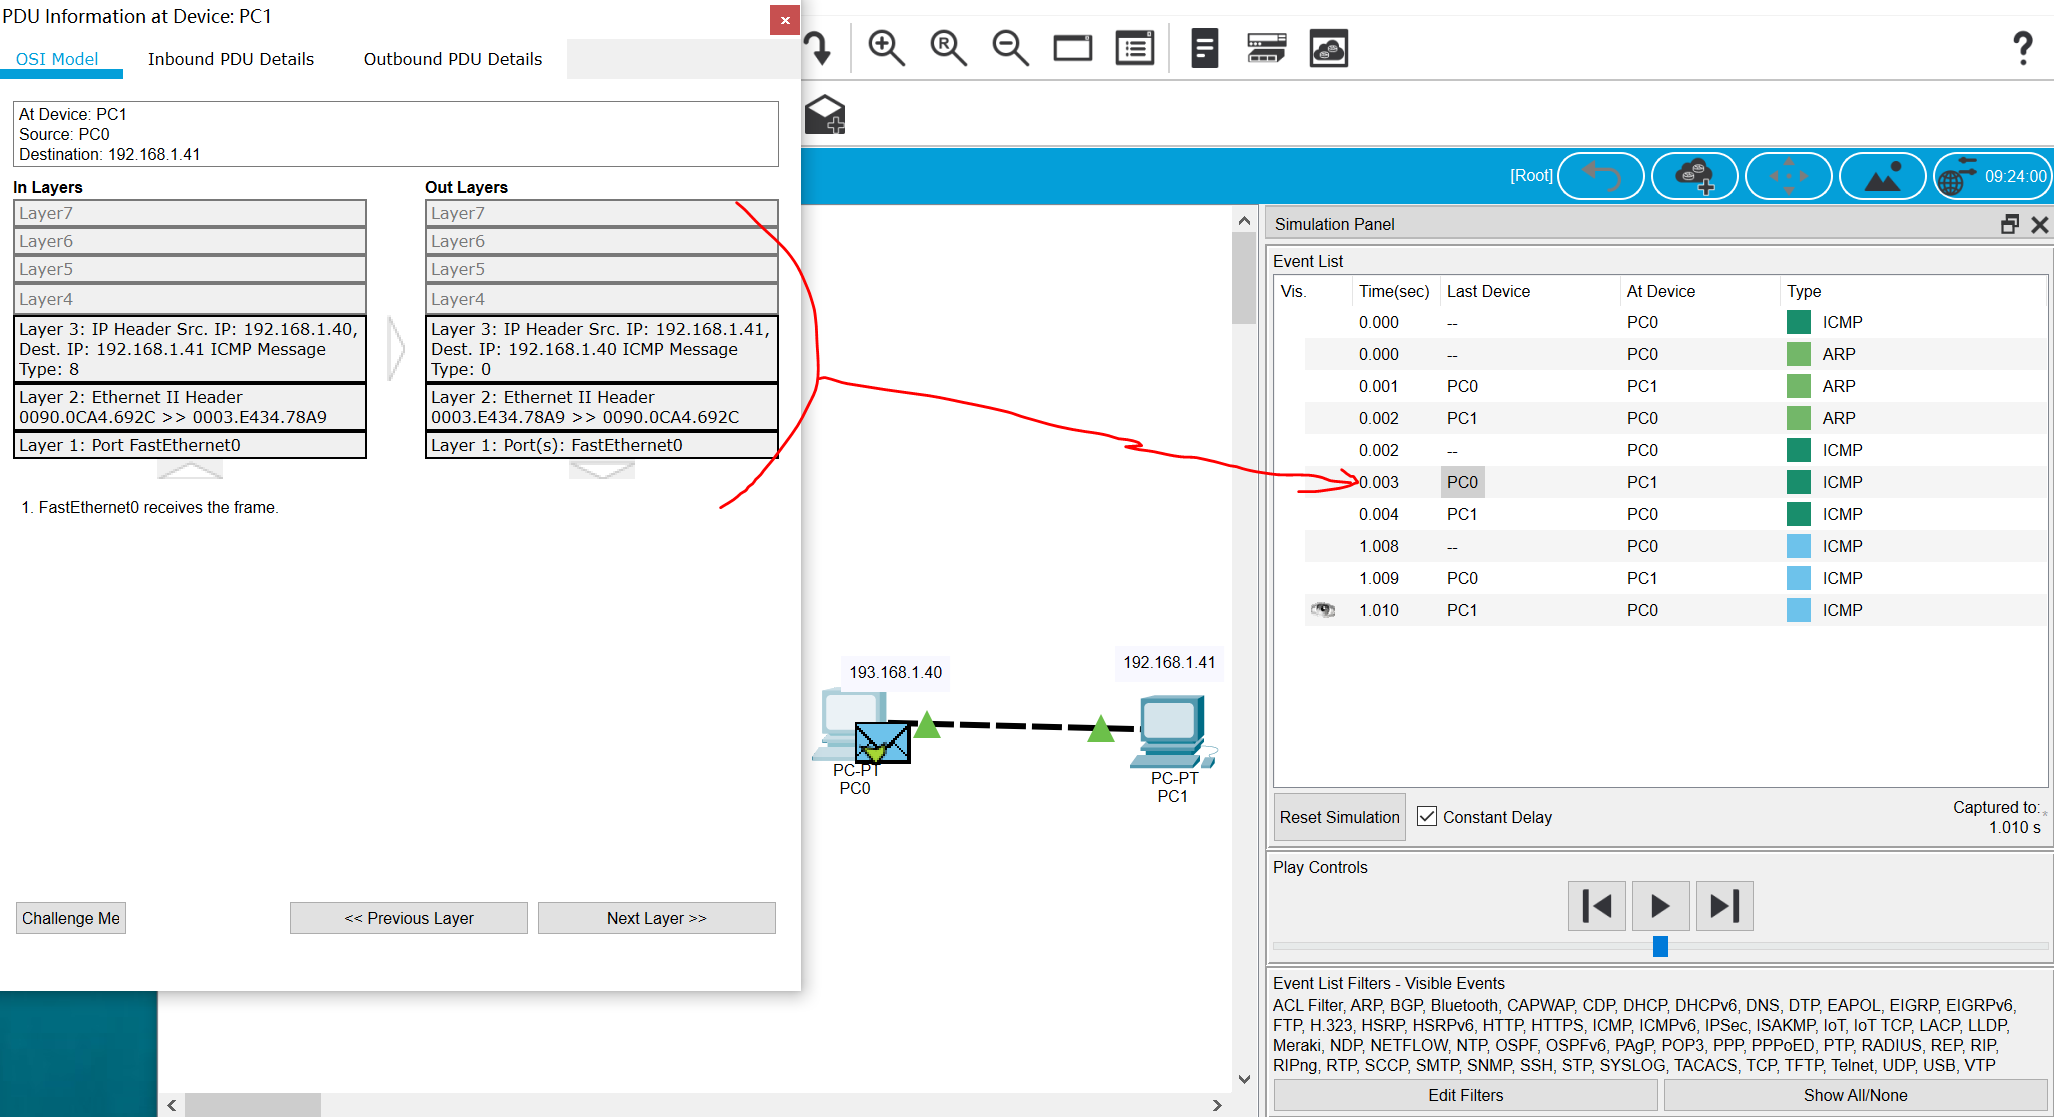 PDU Information at Device: PC1
x
OSI Model
Inbound PDU Details
Outbound PDU Details
At Device: PC1
Source: PC0
Destination: 192.168.1.41
In Layers
Layer7
Layer6
Layer5
Layer4
Layer 3: IP Header Src. IP: 192.168.1.40,
Dest. IP: 192.168.1.41 ICMP Message
Type: 8
Layer 2: Ethernet II Header
0090.0CA4.692C >> 0003.E434.78A9
Layer 1: Port FastEthernet0
Out Layers
Layer7
Layer6
Layer5
Layer4
Layer 3: IP Header Src. IP: 192.168.1.41,
Dest. IP: 192.168.1.40 ICMP Message
Type: 0
Layer 2: Ethernet II Header
0003.E434.78A9 >> 0090.0CA4.692C
Layer 1: Port(s): FastEthernet0
1. FastEthernet0 receives the frame.
Challenge Me
<< Previous Layer
Next Layer >>
R
?
[Root]
09:24:00
193.168.1.40
PC-PT
PC0
192.168.1.41
PC-PT
PC1
Simulation Panel
Event List
Vis. Time(sec) Last Device At Device Type
0.000 -- PC0 ICMP
0.000 -- PC0 ARP
0.001 PC0 PC1 ARP
0.002 PC1 PC0 ARP
0.002 -- PC0 ICMP
0.003 PC0 PC1 ICMP
0.004 PC1 PC0 ICMP
1.008 -- PC0 ICMP
1.009 PC0 PC1 ICMP
1.010 PC1 PC0 ICMP
Reset Simulation
Constant Delay
Captured to:
1.010 s
*
Play Controls
Event List Filters - Visible Events
ACL Filter, ARP, BGP, Bluetooth, CAPWAP, CDP, DHCP, DHCPv6, DNS, DTP, EAPOL, EIGRP, EIGRPv6,
FTP, H.323, HSRP, HSRPv6, HTTP, HTTPS, ICMP, ICMPv6, IPSec, ISAKMP, IoT, IoT TCP, LACP, LLDP,
Meraki, NDP, NETFLOW, NTP, OSPF, OSPFv6, PAgP, POP3, PPP, PPPoED, PTP, RADIUS, REP, RIP,
RIPng, RTP, SCCP, SMTP, SNMP, SSH, STP, SYSLOG, TACACS, TCP, TFTP, Telnet, UDP, USB, VTP
Edit Filters
Show All/None